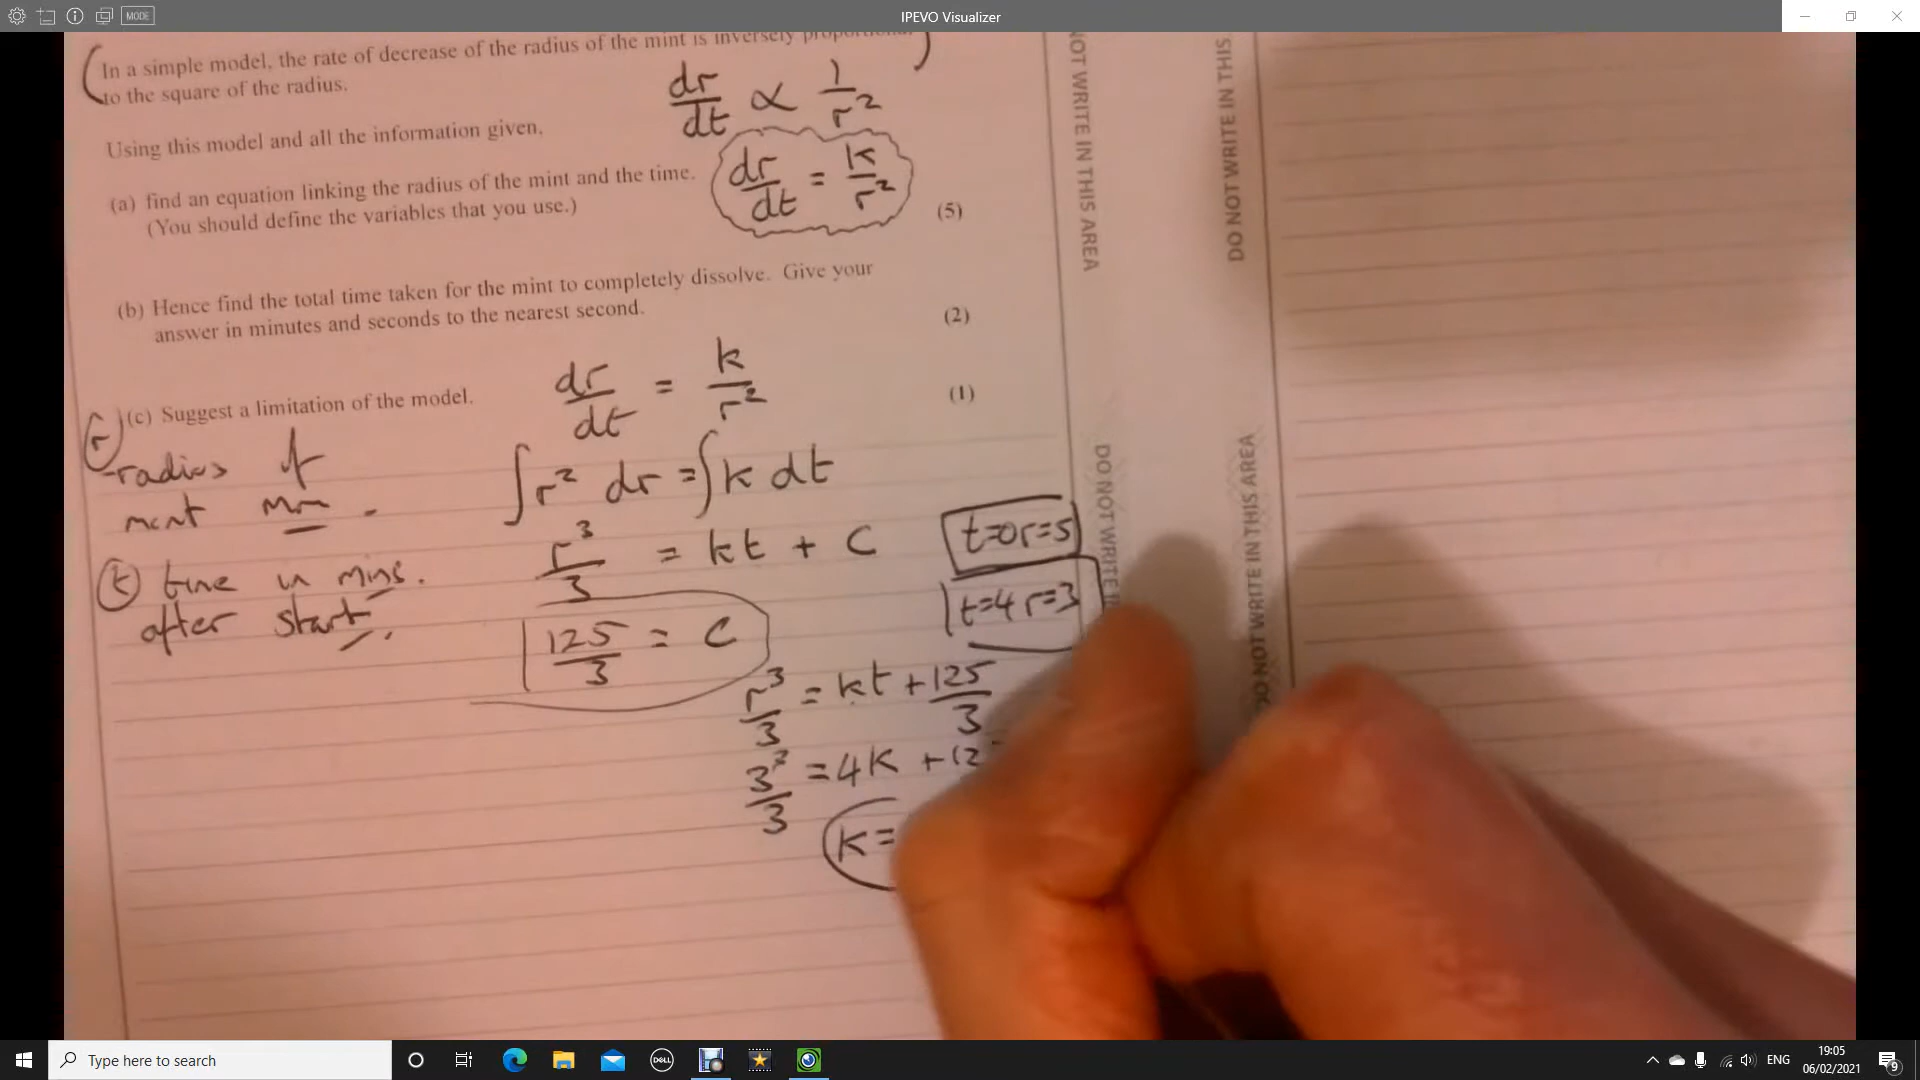 MODE
IPEVO Visualizer
In a simple model, the rate of decrease of the radius of the mint is inversely proportional
to the square of the radius.
dr/dt ∝ 1/r²
Using this model and all the information given,
dr/dt = k/r²
(a) find an equation linking the radius of the mint and the time.
(You should define the variables that you use.)
(5)
(b) Hence find the total time taken for the mint to completely dissolve. Give your
answer in minutes and seconds to the nearest second.
(2)
(c) Suggest a limitation of the model.
(1)
dr/dt = k/r²
r
radius of
mint mm.
∫ r² dr = ∫ k dt
t=0 r=5
r³/3 = kt + C
t time in mins.
after start.
t=4 r=3
125/3 = C
r³/3 = kt + 125/3
3³/3 = 4k + 12
k =
NOT WRITE IN THIS AREA
DO NOT WRITE IN THIS
DO NOT WRITE IN
DO NOT WRITE IN THIS AREA
Type here to search
DELL
ENG
19:05
06/02/2021
9